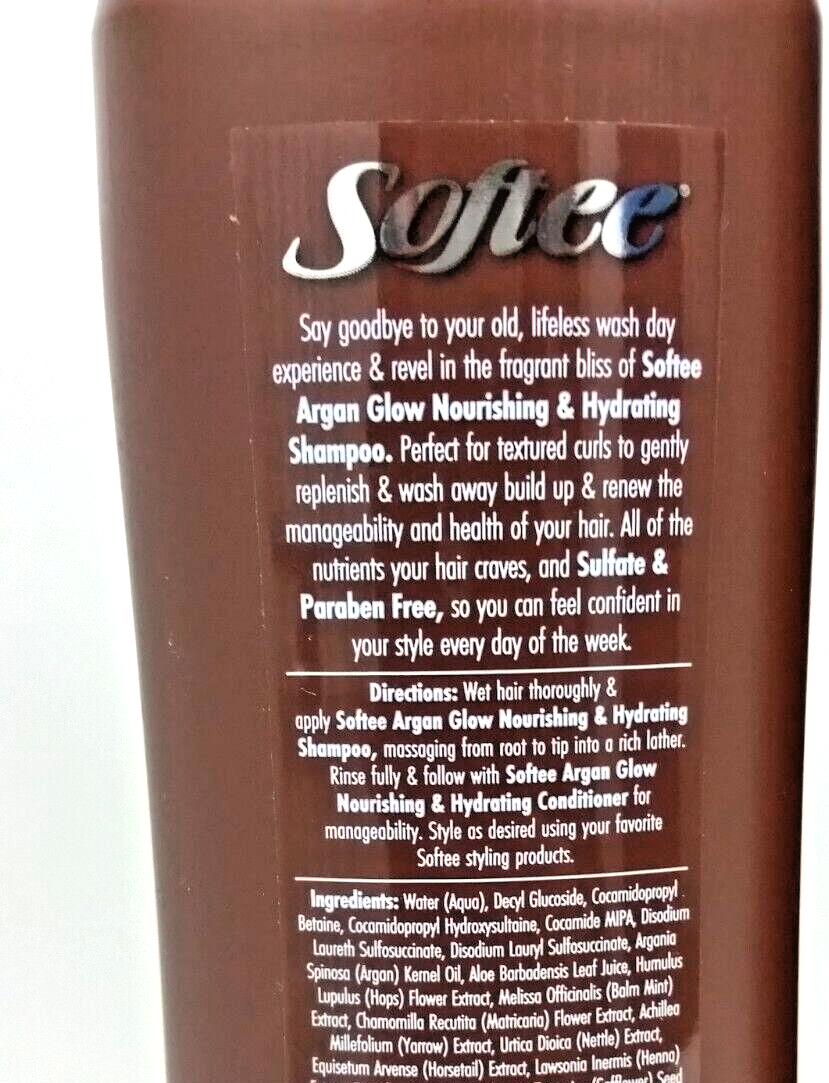 Softee
Say goodbye to your old, lifeless wash day
experience & revel in the fragrant bliss of Softee
Argan Glow Nourishing & Hydrating
Shampoo. Perfect for textured curls to gently
replenish & wash away build up & renew the
manageability and health of your hair. All of the
nutrients your hair craves, and Sulfate &
Paraben Free, so you can feel confident in
your style every day of the week.
Directions: Wet hair thoroughly &
apply Softee Argan Glow Nourishing & Hydrating
Shampoo, massaging from root to tip into a rich lather.
Rinse fully & follow with Softee Argan Glow
Nourishing & Hydrating Conditioner for
manageability. Style as desired using your favorite
Softee styling products.
Ingredients: Water (Aqua), Decyl Glucoside, Cocamidopropyl
Betaine, Cocamidopropyl Hydroxysultaine, Cocamide MIPA, Disodium
Laureth Sulfosuccinate, Disodium Lauryl Sulfosuccinate, Argania
Spinosa (Argan) Kernel Oil, Aloe Barbadensis Leaf Juice, Humulus
Lupulus (Hops) Flower Extract, Melissa Officinalis (Balm Mint)
Extract, Chamomilla Recutita (Matricaria) Flower Extract, Achillea
Millefolium (Yarrow) Extract, Urtica Dioica (Nettle) Extract,
Equisetum Arvense (Horsetail) Extract, Lawsonia Inermis (Henna)
Seed